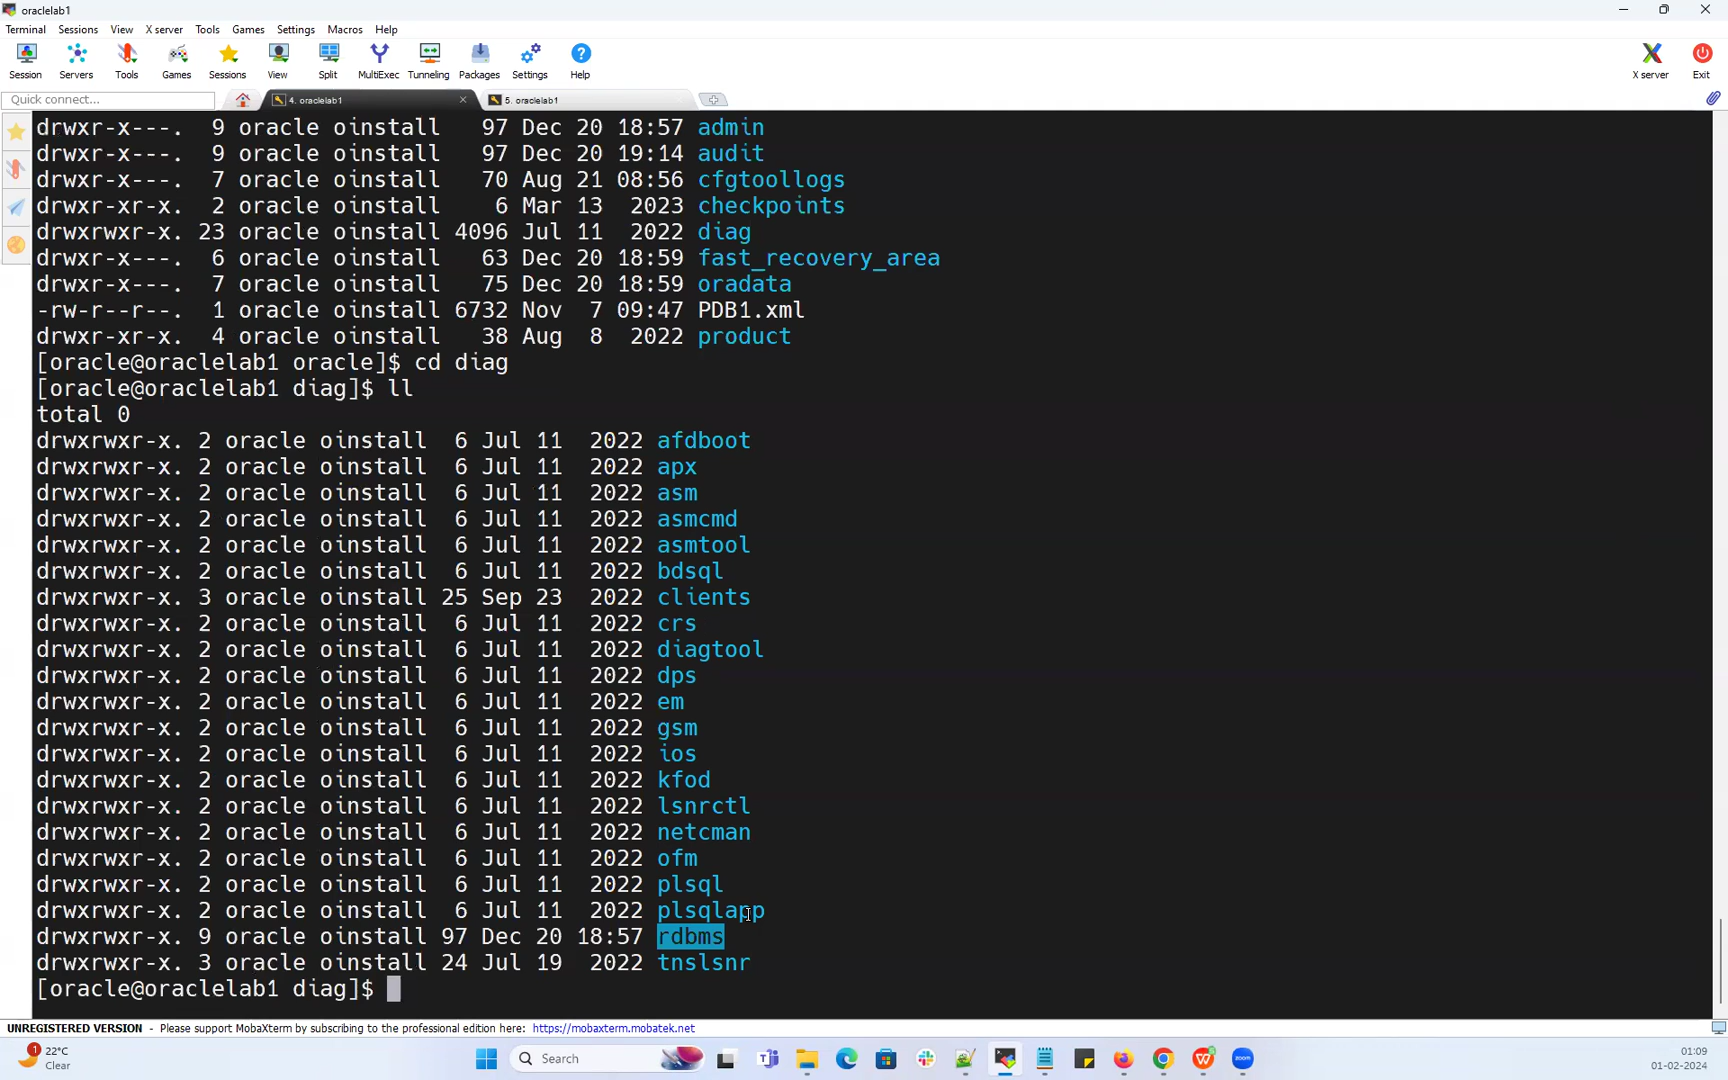 oraclelab1
Terminal Sessions View X server Tools Games Settings Macros Help
Session Servers Tools Games Sessions View Split MultiExec Tunneling Packages Settings Help X server Exit
Quick connect... 4. oraclelab1 5. oraclelab1
drwxr-x---. 9 oracle oinstall 97 Dec 20 18:57 admin
drwxr-x---. 9 oracle oinstall 97 Dec 20 19:14 audit
drwxr-x---. 7 oracle oinstall 70 Aug 21 08:56 cfgtoollogs
drwxr-xr-x. 2 oracle oinstall 6 Mar 13 2023 checkpoints
drwxrwxr-x. 23 oracle oinstall 4096 Jul 11 2022 diag
drwxr-x---. 6 oracle oinstall 63 Dec 20 18:59 fast_recovery_area
drwxr-x---. 7 oracle oinstall 75 Dec 20 18:59 oradata
-rw-r--r--. 1 oracle oinstall 6732 Nov 7 09:47 PDB1.xml
drwxr-xr-x. 4 oracle oinstall 38 Aug 8 2022 product
[oracle@oraclelab1 oracle]$ cd diag
[oracle@oraclelab1 diag]$ ll
total 0
drwxrwxr-x. 2 oracle oinstall 6 Jul 11 2022 afdboot
drwxrwxr-x. 2 oracle oinstall 6 Jul 11 2022 apx
drwxrwxr-x. 2 oracle oinstall 6 Jul 11 2022 asm
drwxrwxr-x. 2 oracle oinstall 6 Jul 11 2022 asmcmd
drwxrwxr-x. 2 oracle oinstall 6 Jul 11 2022 asmtool
drwxrwxr-x. 2 oracle oinstall 6 Jul 11 2022 bdsql
drwxrwxr-x. 3 oracle oinstall 25 Sep 23 2022 clients
drwxrwxr-x. 2 oracle oinstall 6 Jul 11 2022 crs
drwxrwxr-x. 2 oracle oinstall 6 Jul 11 2022 diagtool
drwxrwxr-x. 2 oracle oinstall 6 Jul 11 2022 dps
drwxrwxr-x. 2 oracle oinstall 6 Jul 11 2022 em
drwxrwxr-x. 2 oracle oinstall 6 Jul 11 2022 gsm
drwxrwxr-x. 2 oracle oinstall 6 Jul 11 2022 ios
drwxrwxr-x. 2 oracle oinstall 6 Jul 11 2022 kfod
drwxrwxr-x. 2 oracle oinstall 6 Jul 11 2022 lsnrctl
drwxrwxr-x. 2 oracle oinstall 6 Jul 11 2022 netcman
drwxrwxr-x. 2 oracle oinstall 6 Jul 11 2022 ofm
drwxrwxr-x. 2 oracle oinstall 6 Jul 11 2022 plsql
drwxrwxr-x. 2 oracle oinstall 6 Jul 11 2022 plsqlapp
drwxrwxr-x. 9 oracle oinstall 97 Dec 20 18:57 rdbms
drwxrwxr-x. 3 oracle oinstall 24 Jul 19 2022 tnslsnr
[oracle@oraclelab1 diag]$
UNREGISTERED VERSION - Please support MobaXterm by subscribing to the professional edition here: https://mobaxterm.mobatek.net
1 22°C
Clear
Search
01:09
01-02-2024